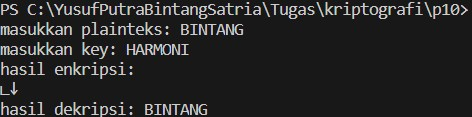 PS C:\YusufPutraBintangSatria\Tugas\kriptografi\p10>
masukkan plainteks: BINTANG
masukkan key: HARMONI
hasil enkripsi:
∟↓
hasil dekripsi: BINTANG